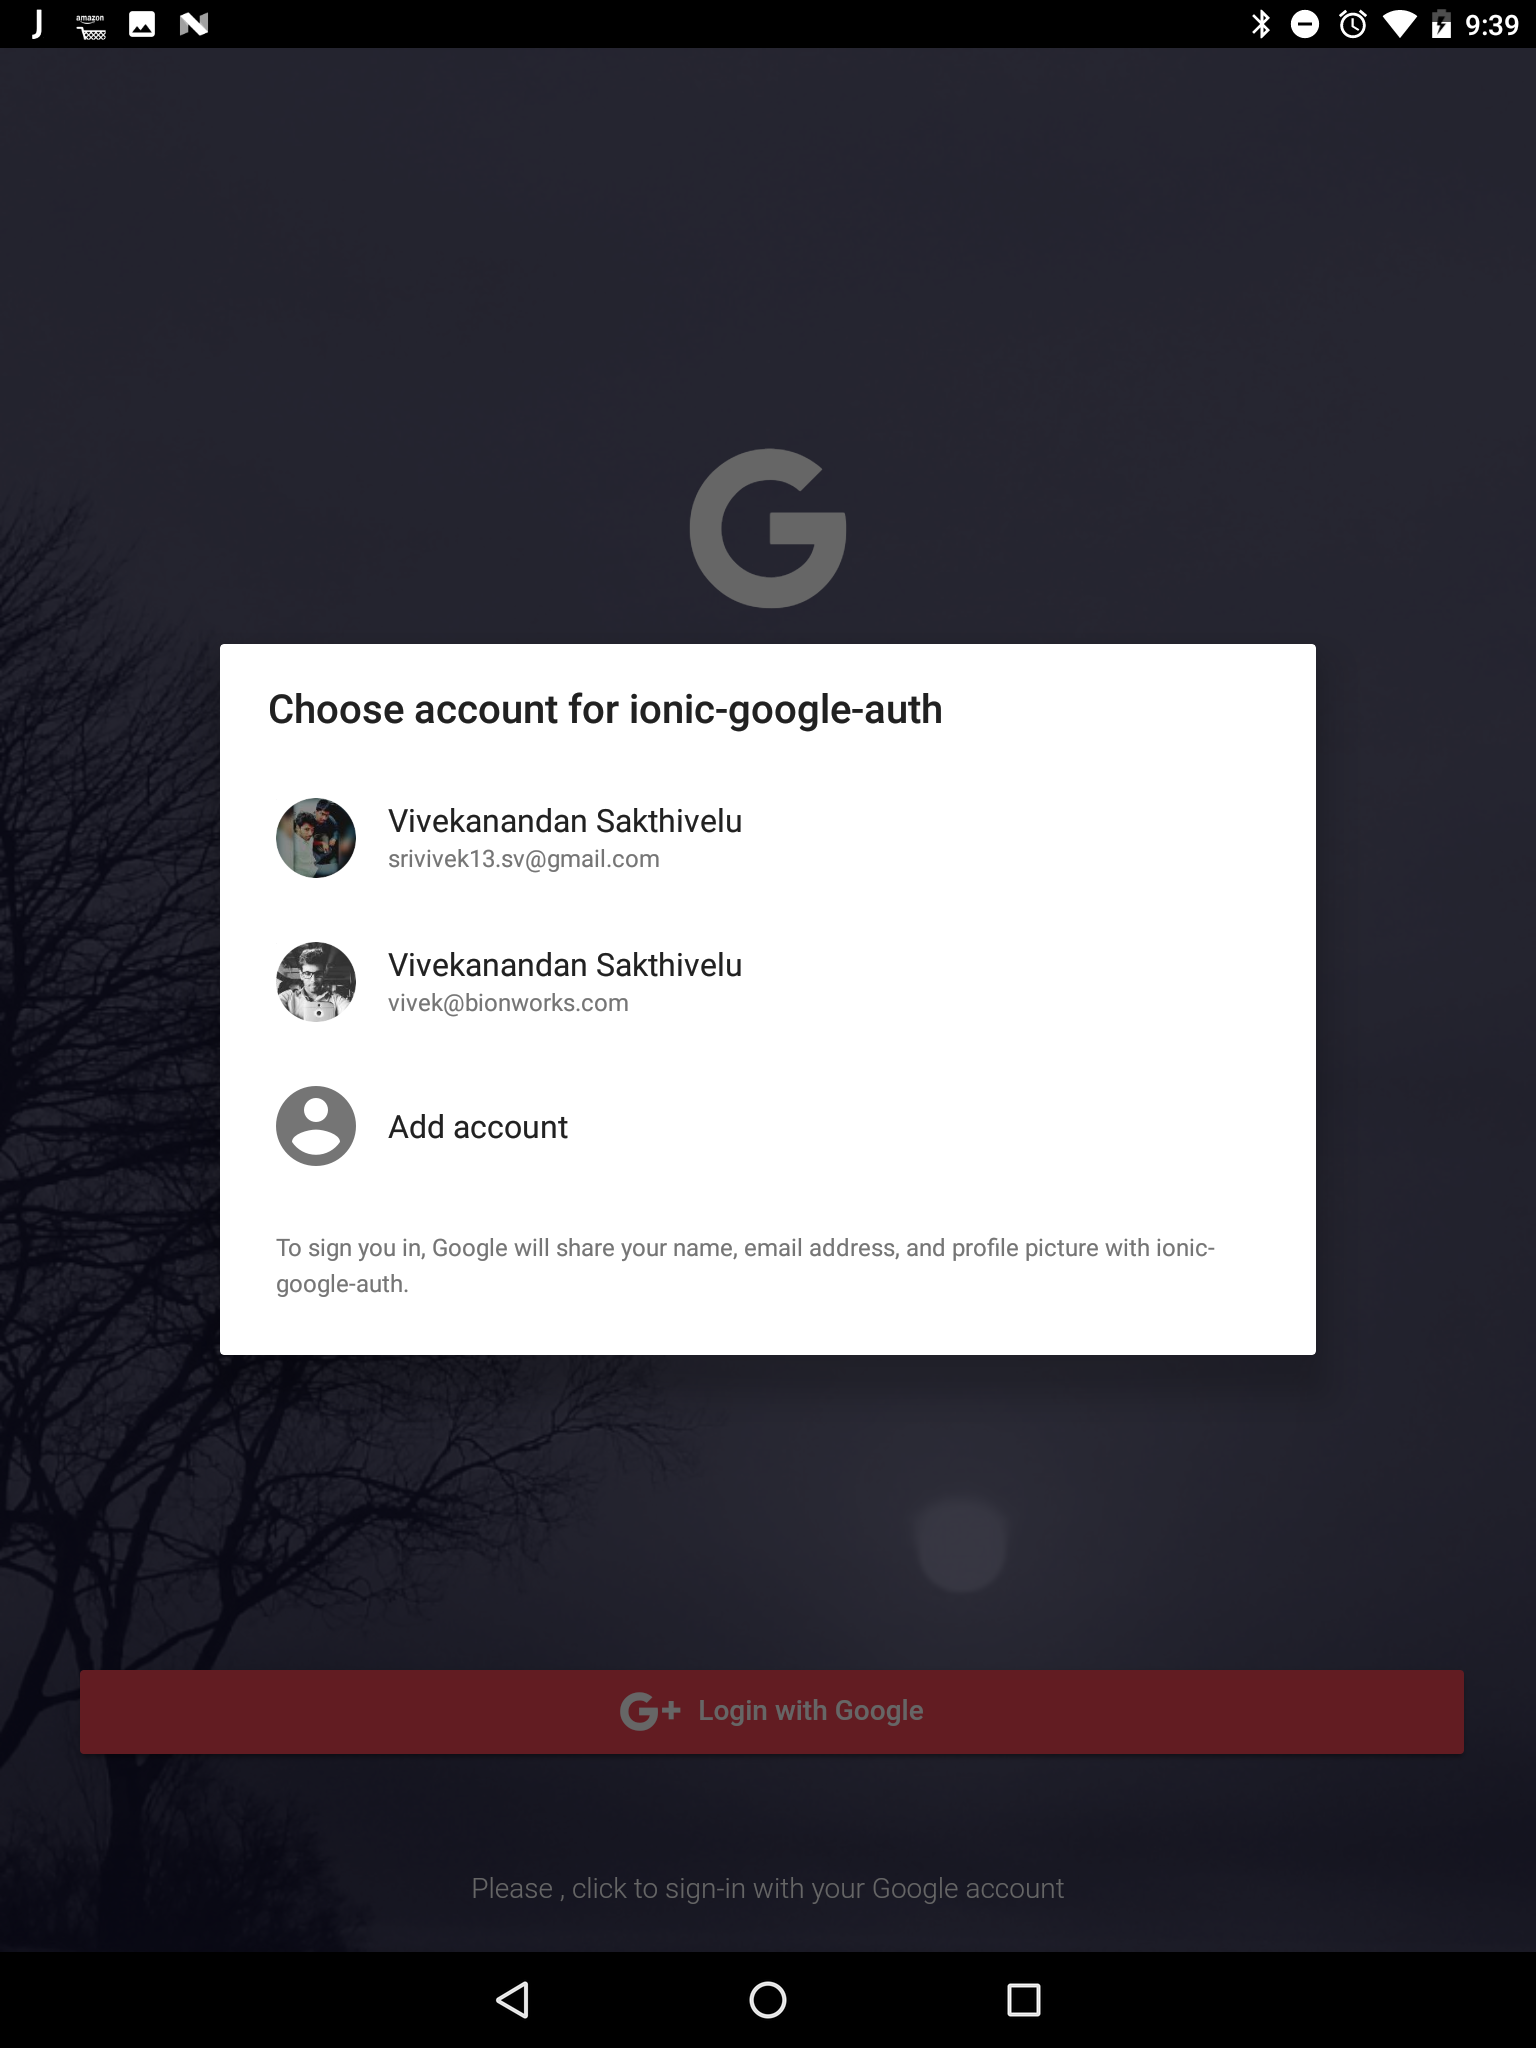 amazon
9:39
Choose account for ionic-google-auth
Vivekanandan Sakthivelu
srivivek13.sv@gmail.com
Vivekanandan Sakthivelu
vivek@bionworks.com
Add account
To sign you in, Google will share your name, email address, and profile picture with ionic-
google-auth.
G+ Login with Google
Please , click to sign-in with your Google account